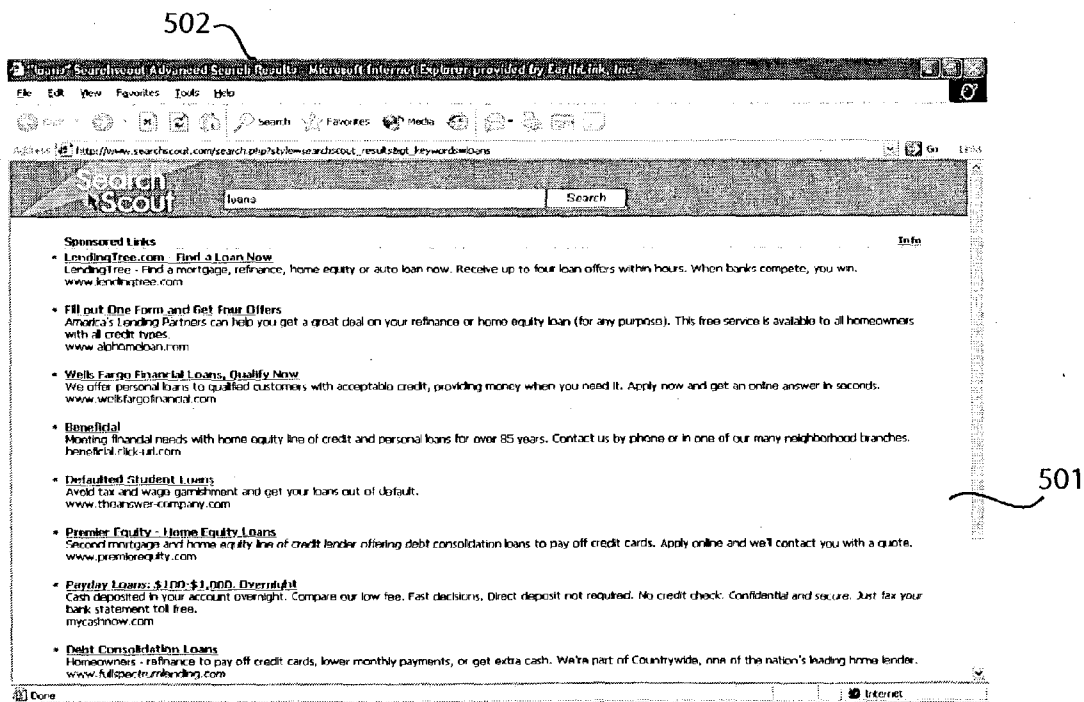 502
"loans" Searchscout Advanced Search Results - Microsoft Internet Explorer provided by EarthLink, Inc.
File Edit View Favorites Tools Help
Search Favorites Media
Address http://www.searchscout.com/search.php?style=searchscout_results&gt_keywords=loans Go Links
Search
Scout
loans Search
Sponsored Links Info
LendingTree.com - Find a Loan Now
LendingTree - Find a mortgage, refinance, home equity or auto loan now. Receive up to four loan offers within hours. When banks compete, you win.
www.lendingtree.com
Fill out One Form and Get Four Offers
America's Lending Partners can help you get a great deal on your refinance or home equity loan (for any purpose). This free service is available to all homeowners
with all credit types.
www.alphomeloan.com
Wells Fargo Financial Loans, Qualify Now
We offer personal loans to qualified customers with acceptable credit, providing money when you need it. Apply now and get an online answer in seconds.
www.wellsfargofinancial.com
Beneficial
Meeting financial needs with home equity line of credit and personal loans for over 85 years. Contact us by phone or in one of our many neighborhood branches.
beneficial.click-url.com
Defaulted Student Loans
Avoid tax and wage garnishment and get your loans out of default.
www.theanswer-company.com
501
Premier Equity - Home Equity Loans
Second mortgage and home equity line of credit lender offering debt consolidation loans to pay off credit cards. Apply online and we'll contact you with a quote.
www.premierequity.com
Payday Loans: $100-$1,000. Overnight
Cash deposited in your account overnight. Compare our low fee. Fast decisions. Direct deposit not required. No credit check. Confidential and secure. Just fax your
bank statement toll free.
mycashnow.com
Debt Consolidation Loans
Homeowners - refinance to pay off credit cards, lower monthly payments, or get extra cash. We're part of Countrywide, one of the nation's leading home lender.
www.fullspectrumlending.com
Done Internet